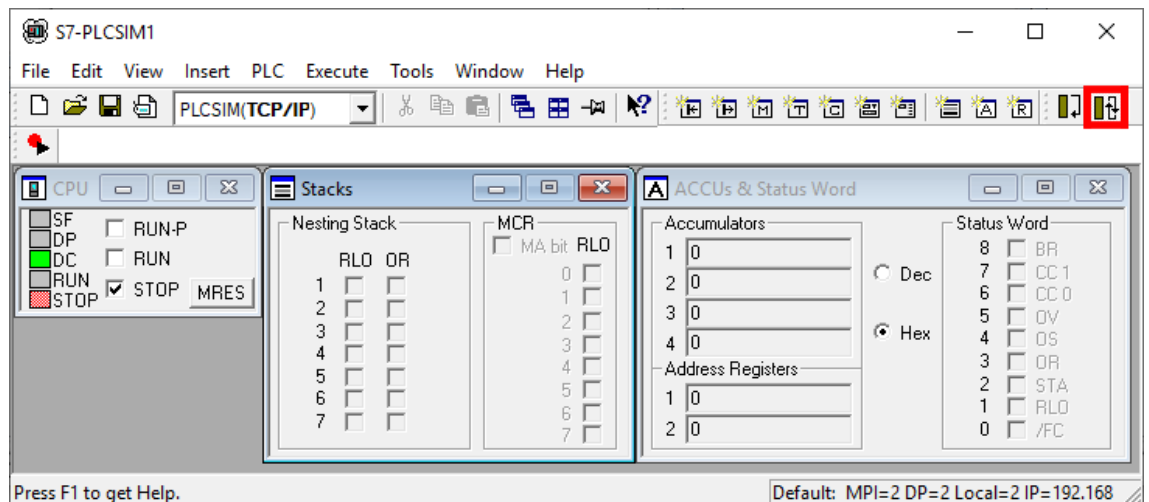 S7-PLCSIM1
File Edit View Insert PLC Execute Tools Window Help
PLCSIM(TCP/IP)
CPU
SF
DP
DC
RUN
STOP
RUN-P
RUN
STOP MRES
Stacks
Nesting Stack
RLO OR
1
2
3
4
5
6
7
MCR
MA bit RLO
0
1
2
3
4
5
6
7
ACCUs & Status Word
Accumulators
1 0
2 0
3 0
4 0
Dec
Hex
Address Registers
1 0
2 0
Status Word
8 BR
7 CC 1
6 CC 0
5 OV
4 OS
3 OR
2 STA
1 RLO
0 /FC
Press F1 to get Help.
Default: MPI=2 DP=2 Local=2 IP=192.168